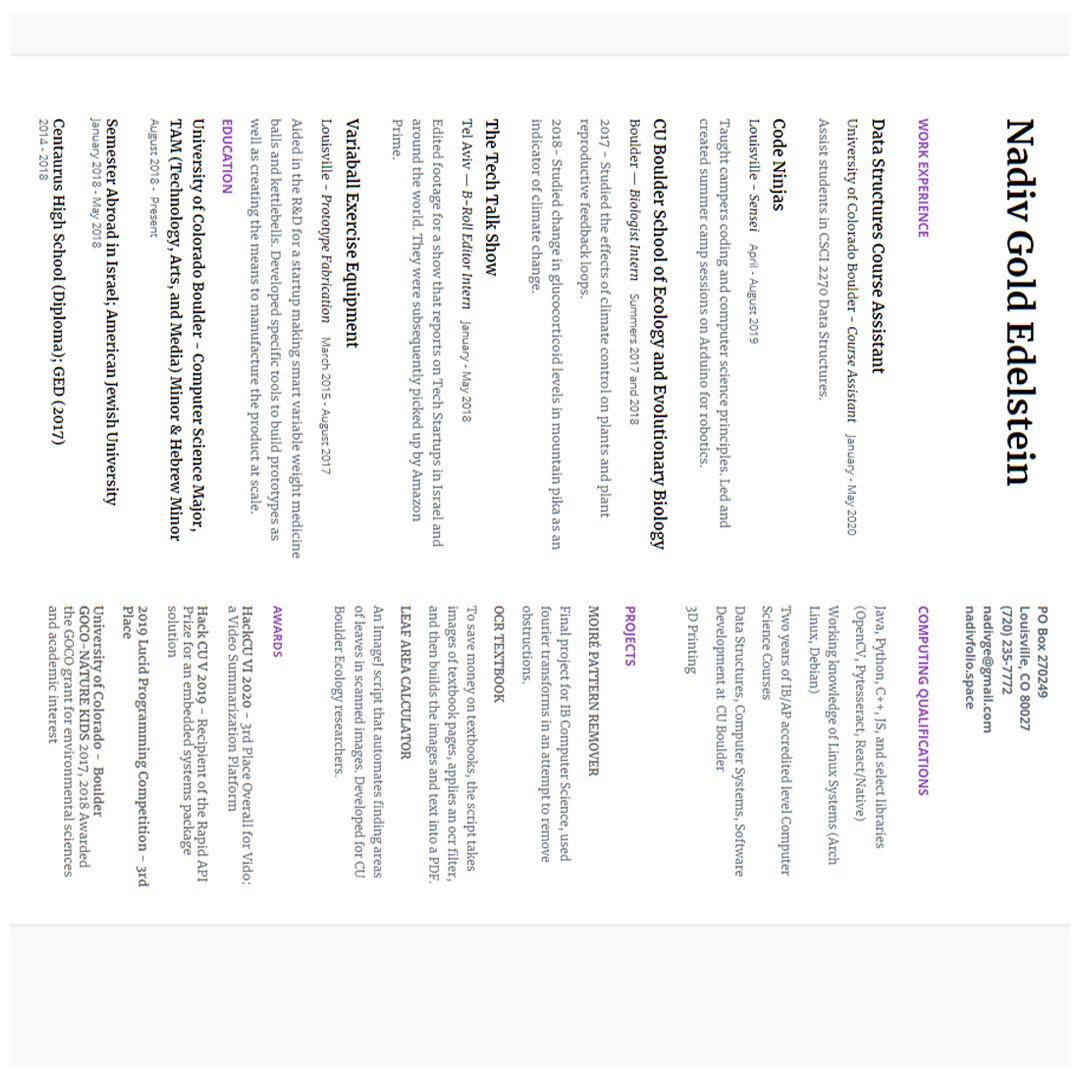 Nadiv Gold Edelstein
PO Box 270249
Louisville, CO 80027
(720) 235-7772
nadivge@gmail.com
nadivfolio.space
WORK EXPERIENCE
Data Structures Course Assistant
University of Colorado Boulder - Course Assistant January - May 2020
Assist students in CSCI 2270 Data Structures.
Code Ninjas
Louisville - Sensei April - August 2019
Taught campers coding and computer science principles. Led and
created summer camp sessions on Arduino for robotics.
CU Boulder School of Ecology and Evolutionary Biology
Boulder — Biologist Intern Summers 2017 and 2018
2017 - Studied the effects of climate control on plants and plant
reproductive feedback loops.
2018- Studied change in glucocorticoid levels in mountain pika as an
indicator of climate change.
The Tech Talk Show
Tel Aviv — B-Roll Editor Intern January - May 2018
Edited footage for a show that reports on Tech Startups in Israel and
around the world. They were subsequently picked up by Amazon
Prime.
Variaball Exercise Equipment
Louisville - Prototype Fabrication March 2015 - August 2017
Aided in the R&D for a startup making smart variable weight medicine
balls and kettlebells. Developed specific tools to build prototypes as
well as creating the means to manufacture the product at scale.
EDUCATION
University of Colorado Boulder - Computer Science Major,
TAM (Technology, Arts, and Media) Minor & Hebrew Minor
August 2018 - Present
Semester Abroad in Israel; American Jewish University
January 2018 - May 2018
Centaurus High School (Diploma); GED (2017)
2014 - 2018
COMPUTING QUALIFICATIONS
Java, Python, C++, JS, and select libraries
(OpenCV, Pytesseract, React/Native)
Working knowledge of Linux Systems (Arch
Linux, Debian)
Two years of IB/AP accredited level Computer
Science Courses
Data Structures, Computer Systems, Software
Development at CU Boulder
3D Printing
PROJECTS
MOIRÉ PATTERN REMOVER
Final project for IB Computer Science, used
fourier transforms in an attempt to remove
obstructions.
OCR TEXTBOOK
To save money on textbooks, the script takes
images of textbook pages, applies an ocr filter,
and then builds the images and text into a PDF.
LEAF AREA CALCULATOR
An ImageJ script that automates finding areas
of leaves in scanned images. Developed for CU
Boulder Ecology researchers.
AWARDS
HackCU VI 2020 - 3rd Place Overall for Vido:
a Video Summarization Platform
Hack CU V 2019 - Recipient of the Rapid API
Prize for an embedded systems package
solution
2019 Lucid Programming Competition - 3rd
Place
University of Colorado - Boulder
GOCO-NATURE KIDS 2017, 2018 Awarded
the GOCO grant for environmental sciences
and academic interest